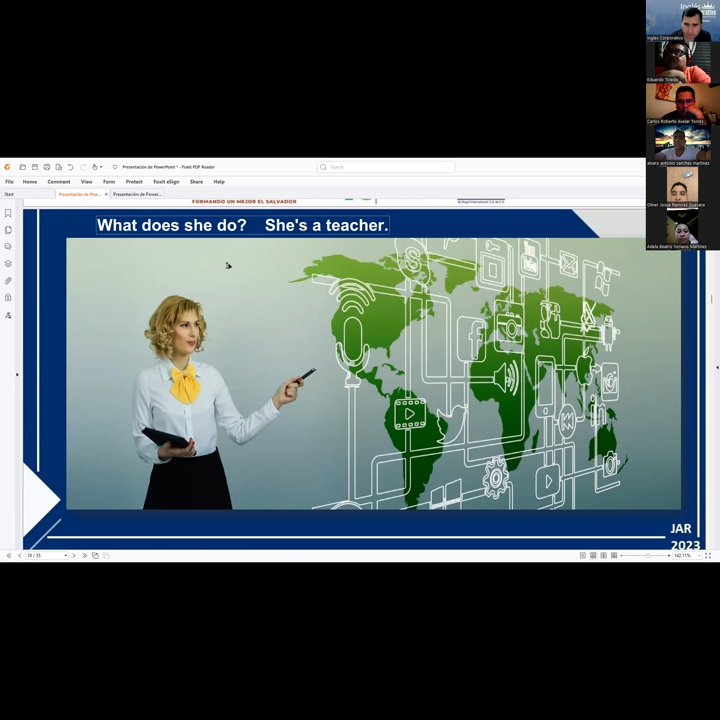 Presentación de PowerPoint * - Foxit PDF Reader
Search
File Home Comment View Form Protect Foxit eSign Share Help
Start
Presentación de Pow...
Presentación de Power...
FORMANDO UN MEJOR EL SALVADOR
What does she do? She's a teacher.
JAR
2023
10 / 35
142.11%
Inglés Corporativo
Eduardo Toledo
Carlos Roberto Avelar Torres
alvaro antonio sanchez martinez
Oliver Josue Ramirez Guevara
Adela Beatriz Soriano Martinez